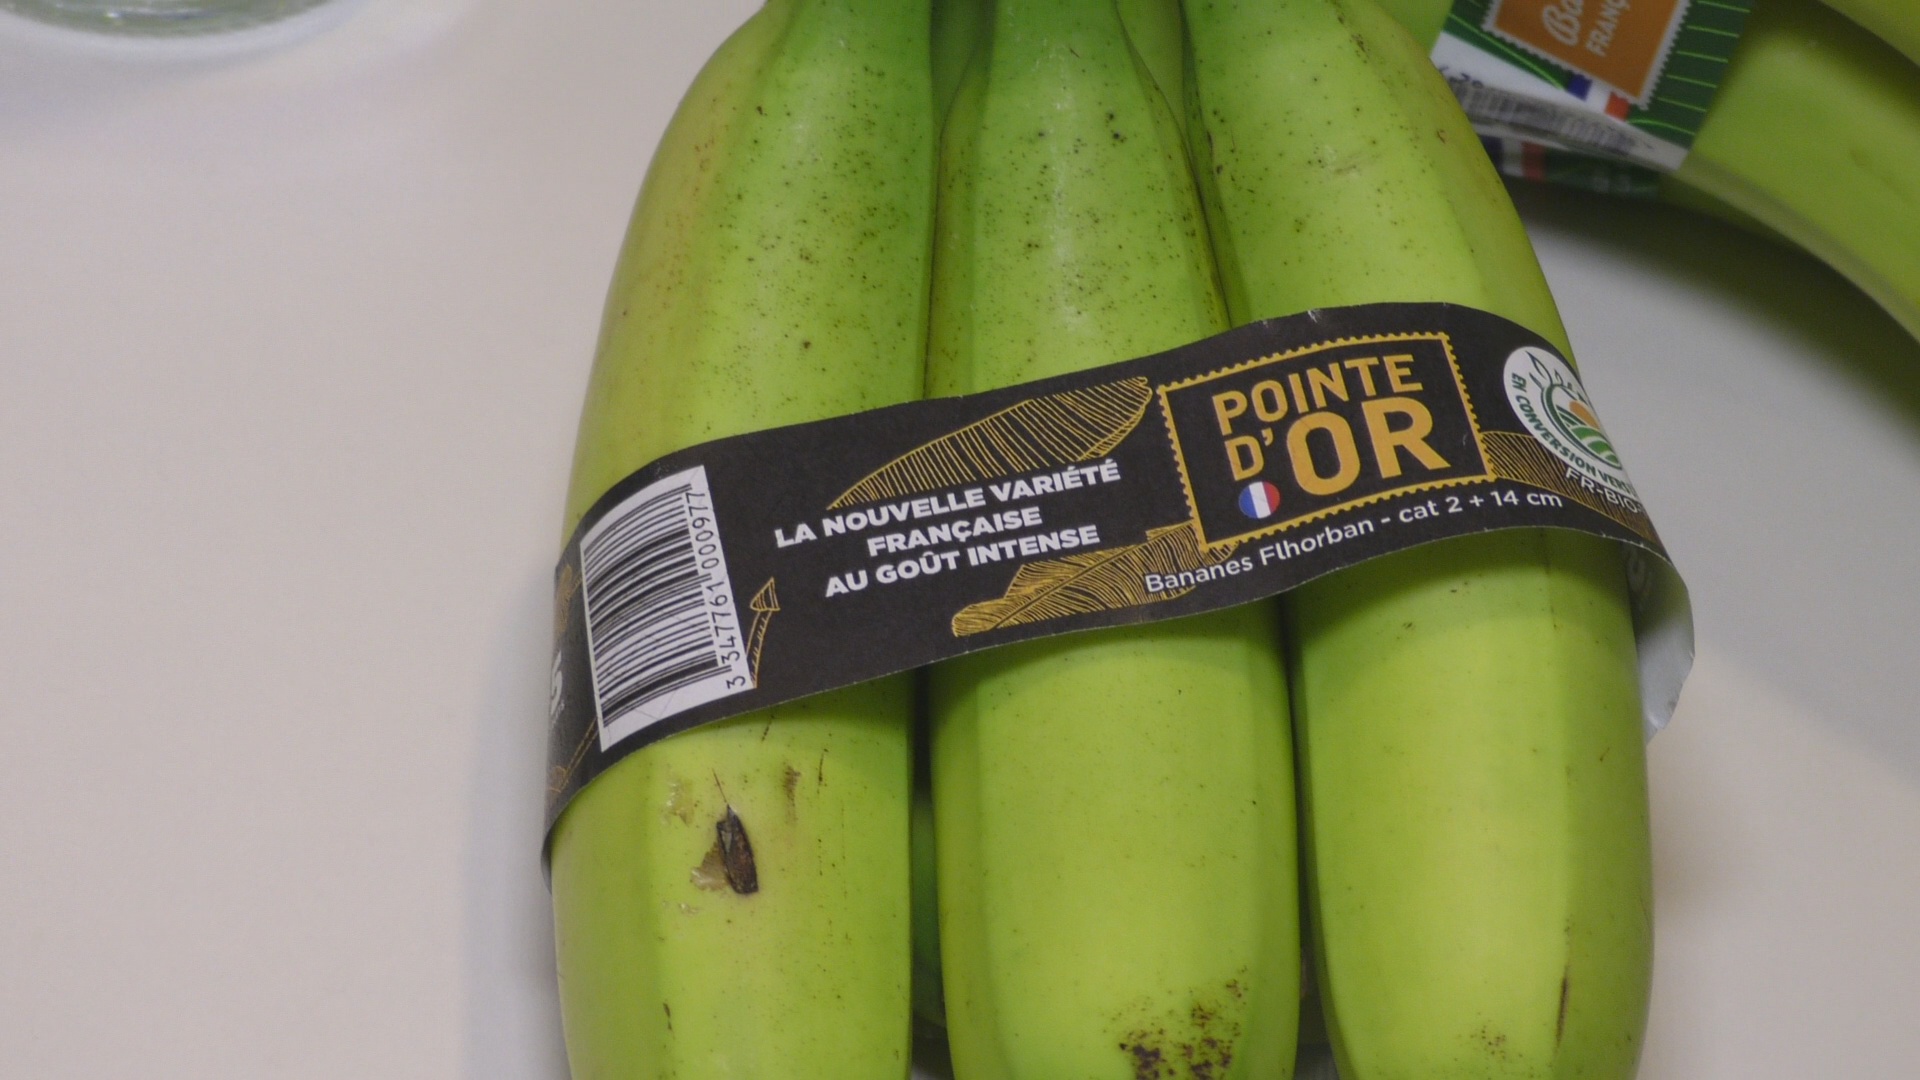 LA NOUVELLE VARIÉTÉ
FRANÇAISE
AU GOÛT INTENSE
POINTE
D'OR
Bananes Flhorban - cat 2 + 14 cm
EN CONVERSION
FR-BIO-
3 347761 000977
FRANÇ